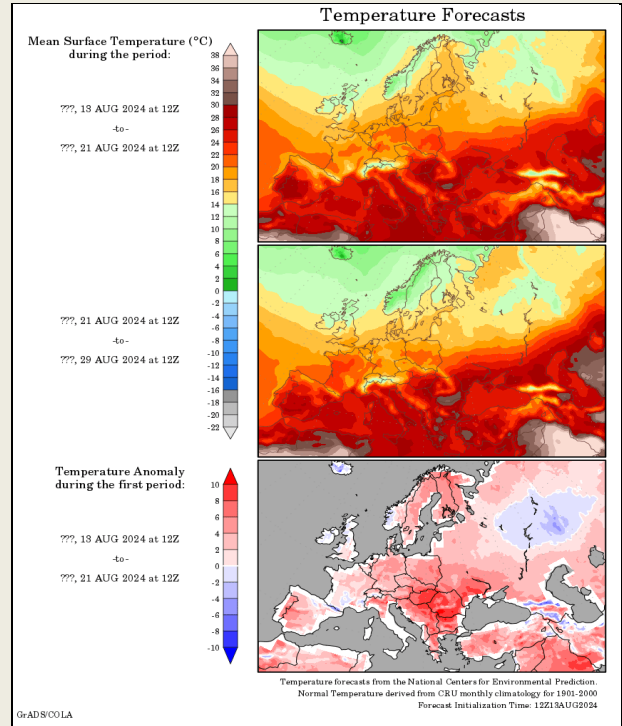 Temperature Forecasts
Mean Surface Temperature (°C)
during the period:
???, 13 AUG 2024 at 12Z
-to-
???, 21 AUG 2024 at 12Z
38
36
34
32
30
28
26
24
22
20
18
16
14
12
10
8
6
4
2
0
-2
-4
-6
-8
-10
-12
-14
-16
-18
-20
-22
???, 21 AUG 2024 at 12Z
-to-
???, 29 AUG 2024 at 12Z
Temperature Anomaly
during the first period:
???, 13 AUG 2024 at 12Z
-to-
???, 21 AUG 2024 at 12Z
10
8
6
4
2
0
-2
-4
-6
-8
-10
Temperature forecasts from the National Centers for Environmental Prediction.
Normal Temperature derived from CRU monthly climatology for 1901-2000
Forecast Initialization Time: 12Z13AUG2024
GrADS/COLA